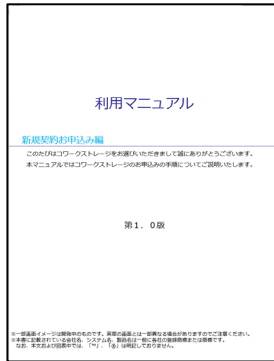 利用マニュアル
新規契約お申込み編
このたびはコワークストレージをお選びいただきまして誠にありがとうございます。
本マニュアルではコワークストレージのお申込みの手順についてご説明いたします。
第1．0版
※一部画面イメージは開発中のものです。実際の画面とは一部異なる場合がありますのでご注意ください。
※本書に記載されている会社名、システム名、製品名は一般に各社の登録商標または商標です。
なお、本文および図表中では、「™」、「®」は明記しておりません。